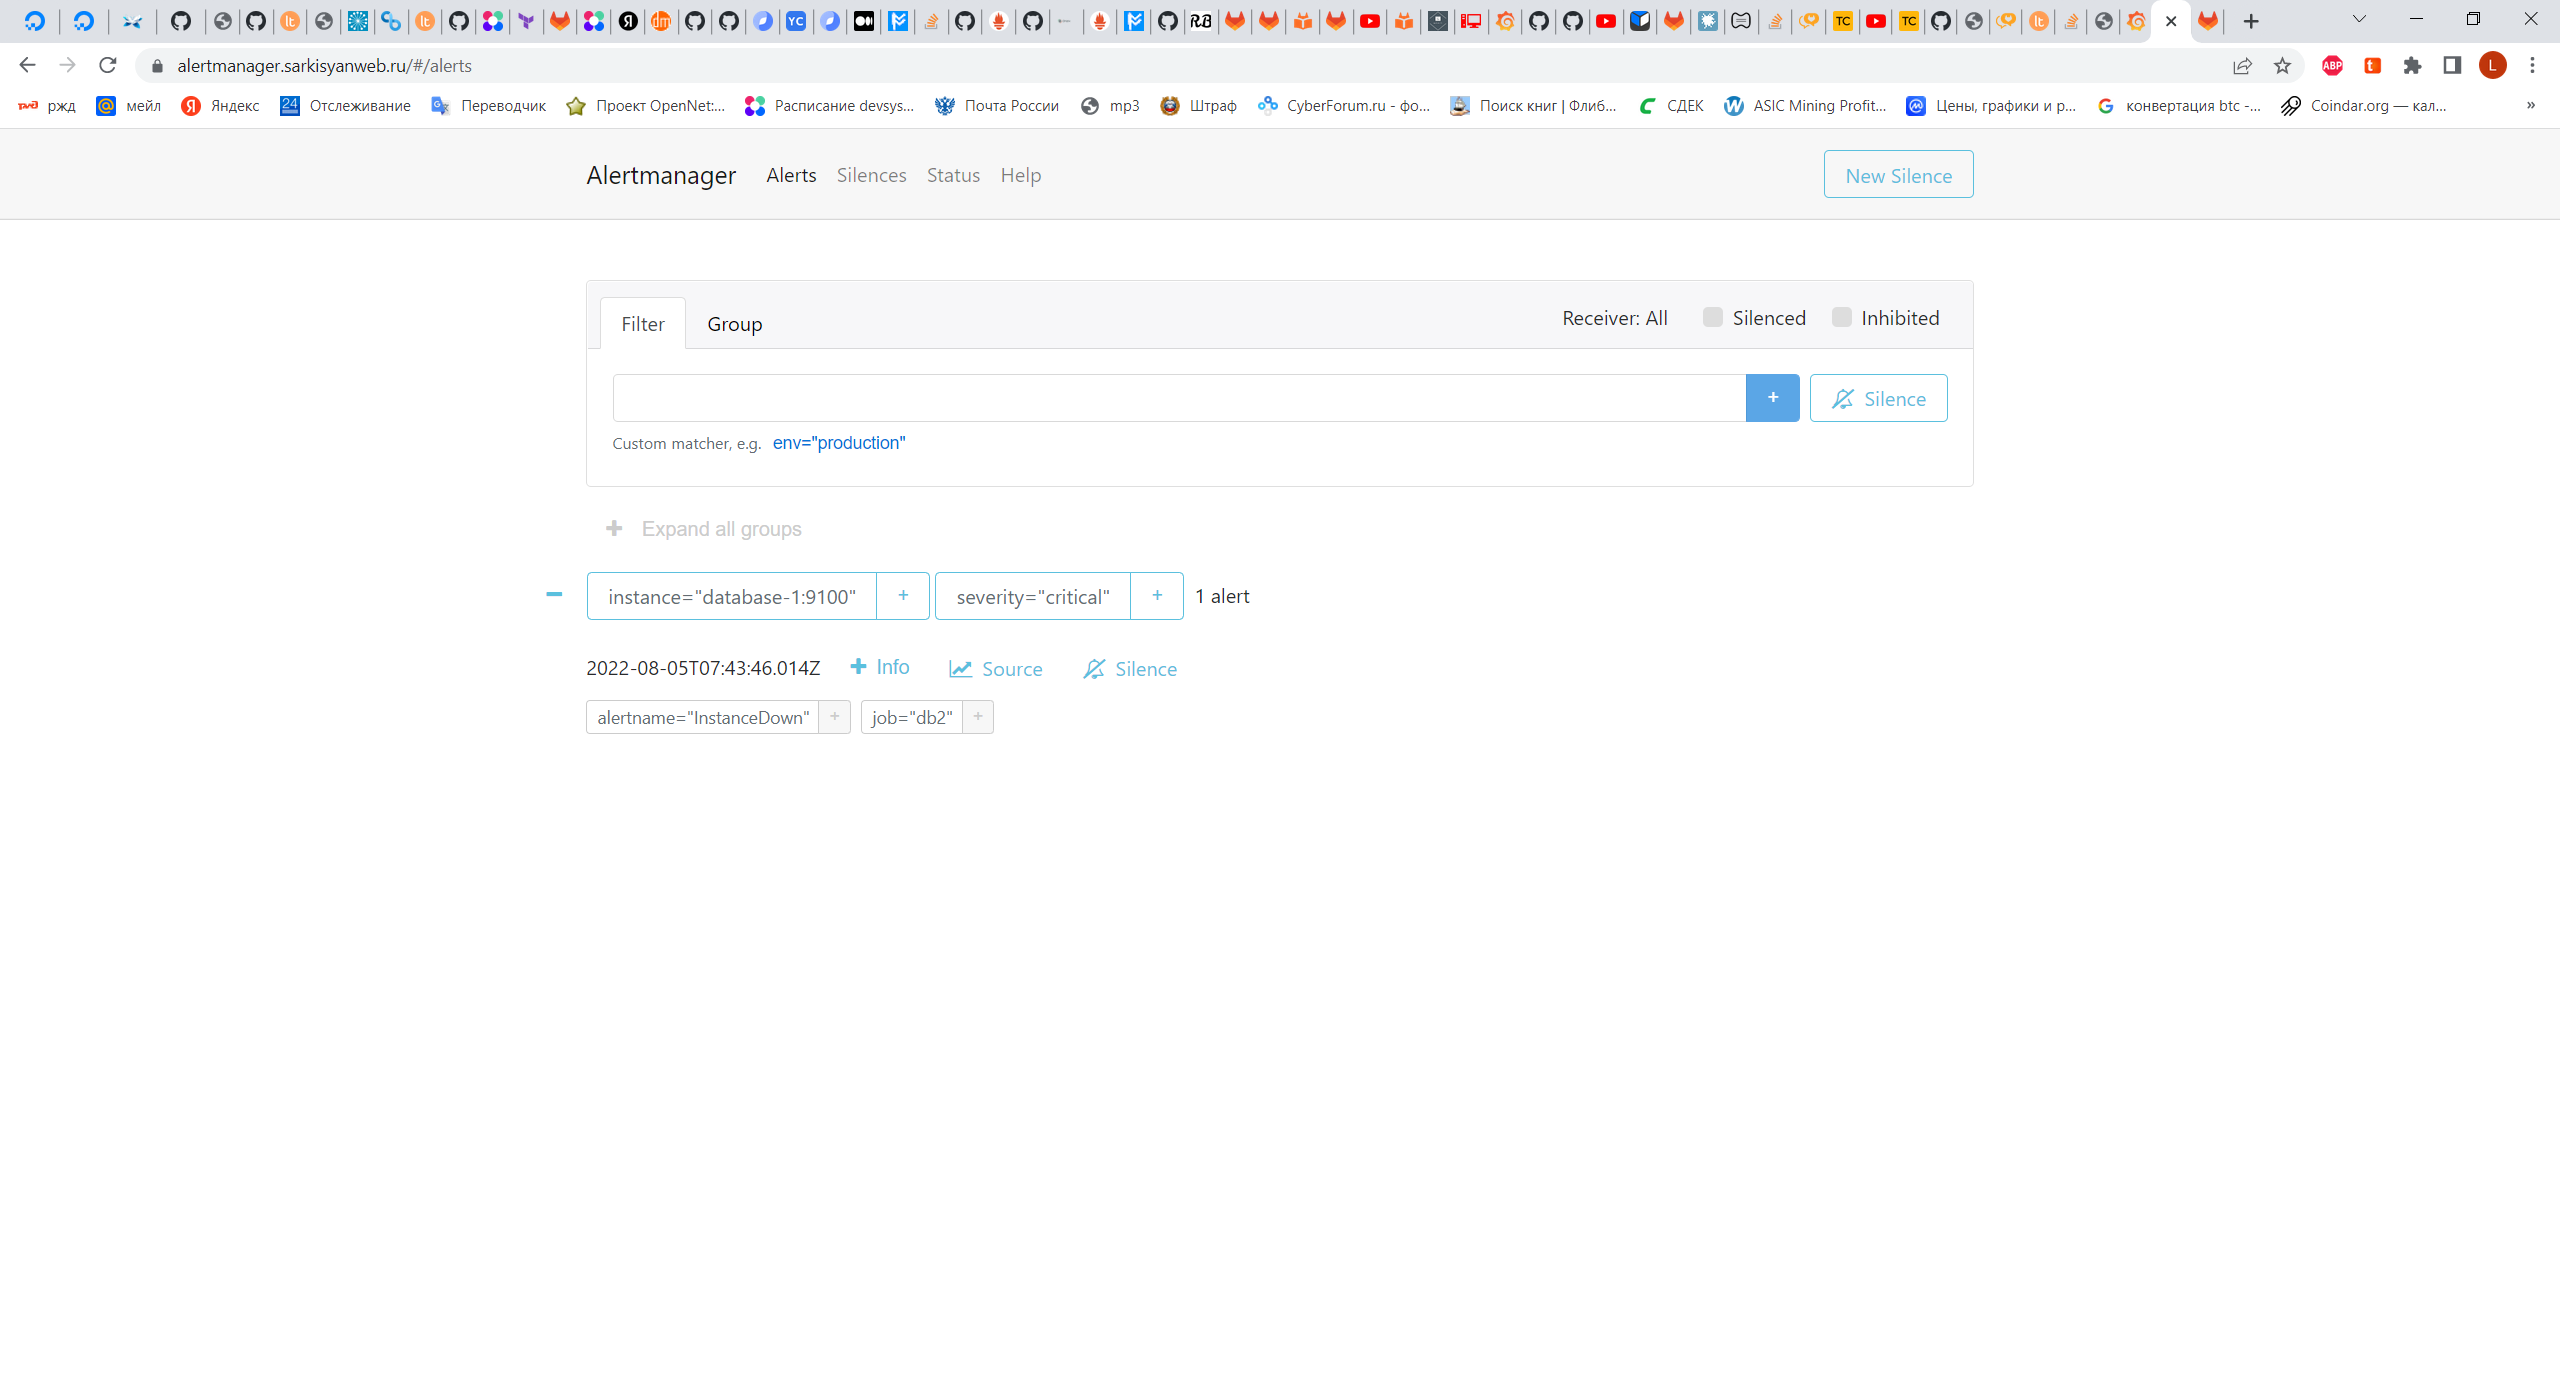 alertmanager.sarkisyanweb.ru/#/alerts
ABP
t
L
ржд
мейл
Яндекс
24 Отслеживание
Переводчик
Проект OpenNet:...
Расписание devsys...
Почта России
mp3
Штраф
CyberForum.ru - фо...
Поиск книг | Флиб...
СДЕК
ASIC Mining Profit...
Цены, графики и р...
конвертация btc -...
Coindar.org — кал...
»
Alertmanager Alerts Silences Status Help New Silence
Filter Group Receiver: All Silenced Inhibited
+ Silence
Custom matcher, e.g. env="production"
+ Expand all groups
instance="database-1:9100" + severity="critical" + 1 alert
2022-08-05T07:43:46.014Z + Info Source Silence
alertname="InstanceDown" + job="db2" +